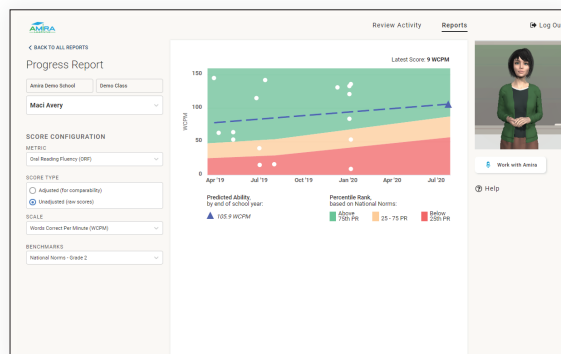 AMIRA
Review Activity
Reports
Log Ou
BACK TO ALL REPORTS
Progress Report
Amira Demo School
Demo Class
Maci Avery
SCORE CONFIGURATION
METRIC
Oral Reading Fluency (ORF)
SCORE TYPE
Adjusted (for comparability)
Unadjusted (raw scores)
SCALE
Words Correct Per Minute (WCPM)
BENCHMARKS
National Norms - Grade 2
Latest Score: 9 WCPM
WCPM
150
100
50
0
Apr '19
Jul '19
Oct '19
Jan '20
Apr '20
Jul '20
Predicted Ability,
by end of school year:
105.9 WCPM
Percentile Rank,
based on National Norms:
Above
75th PR
25 - 75 PR
Below
25th PR
Work with Amira
Help